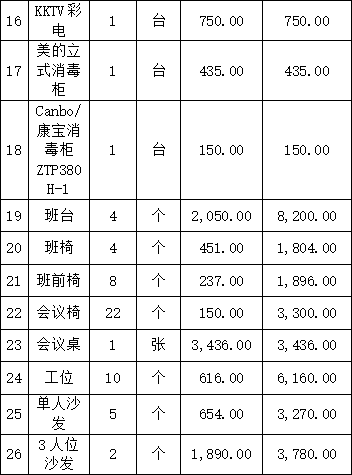 16 KKTV 彩电 1 台 750.00 750.00
17 美的立式消毒柜 1 台 435.00 435.00
18 Canbo/康宝消毒柜ZTP380H-1 1 台 150.00 150.00
19 班台 4 个 2,050.00 8,200.00
20 班椅 4 个 451.00 1,804.00
21 班前椅 8 个 237.00 1,896.00
22 会议椅 22 个 150.00 3,300.00
23 会议桌 1 张 3,436.00 3,436.00
24 工位 10 个 616.00 6,160.00
25 单人沙发 5 个 654.00 3,270.00
26 3人位沙发 2 个 1,890.00 3,780.00